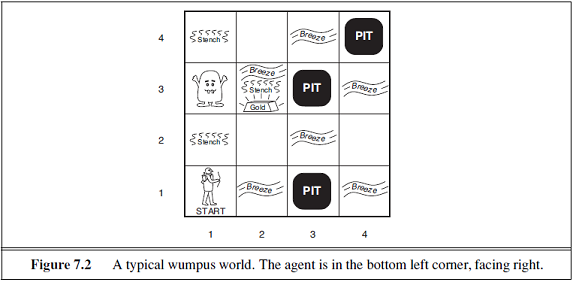 4 Stench Breeze PIT
Breeze
3 Stench PIT Breeze
Gold
2 Stench Breeze
1 Breeze PIT Breeze
START
1 2 3 4
Figure 7.2 A typical wumpus world. The agent is in the bottom left corner, facing right.